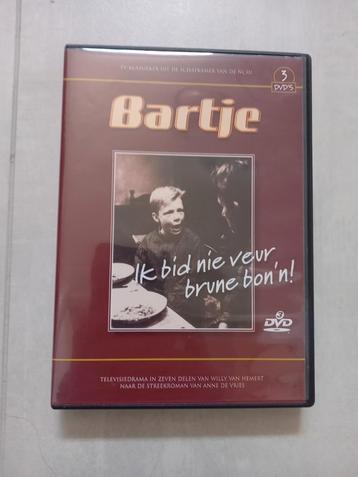 TV-KLASSIEKER UIT DE SCHATKAMER VAN DE NCRV
3
DVD'S
Bartje
Ik bid nie veur
brune bon'n!
DVD
TELEVISIEDRAMA IN ZEVEN DELEN VAN WILLY VAN HEMERT
NAAR DE STREEKROMAN VAN ANNE DE VRIES